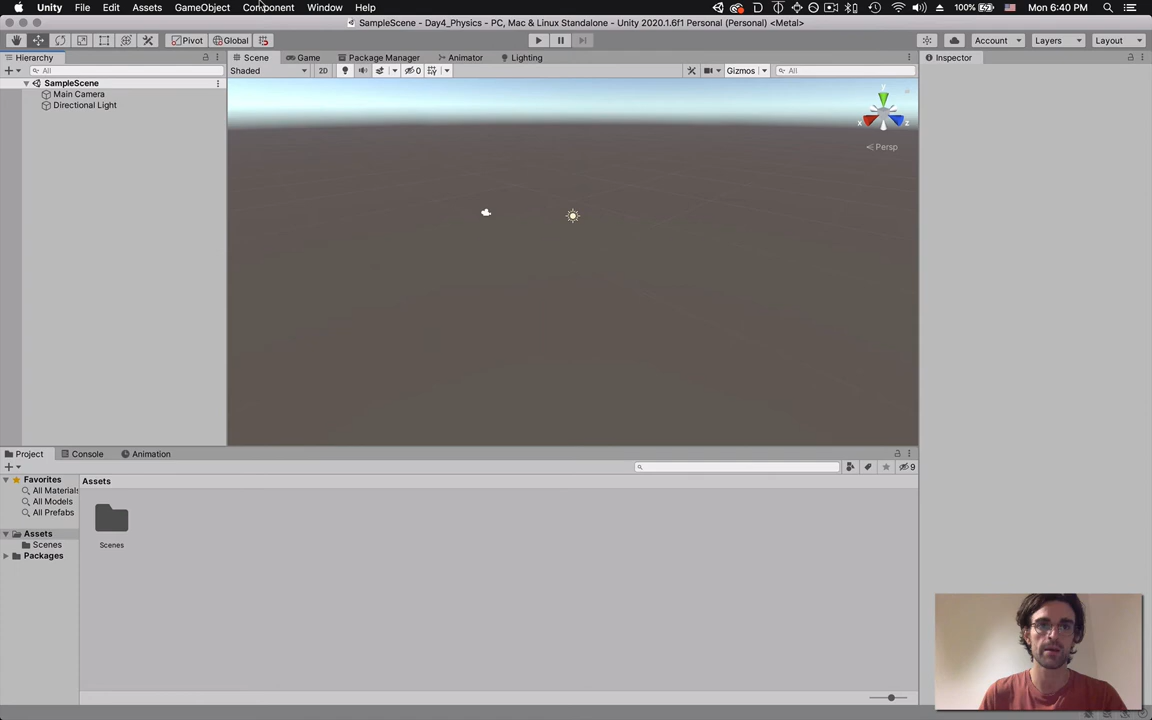 Unity File Edit Assets GameObject Component Window Help 100% Mon 6:40 PM
SampleScene - Day4_Physics - PC, Mac & Linux Standalone - Unity 2020.1.6f1 Personal (Personal) <Metal>
Pivot Global Account Layers Layout
Hierarchy Scene Game Package Manager Animator Lighting Inspector
All Shaded 2D 0 Gizmos All
SampleScene
Main Camera
Directional Light
y
x z
Persp
Project Console Animation
9
Favorites Assets
All Materials
All Models
All Prefabs
Assets
Scenes Scenes
Packages